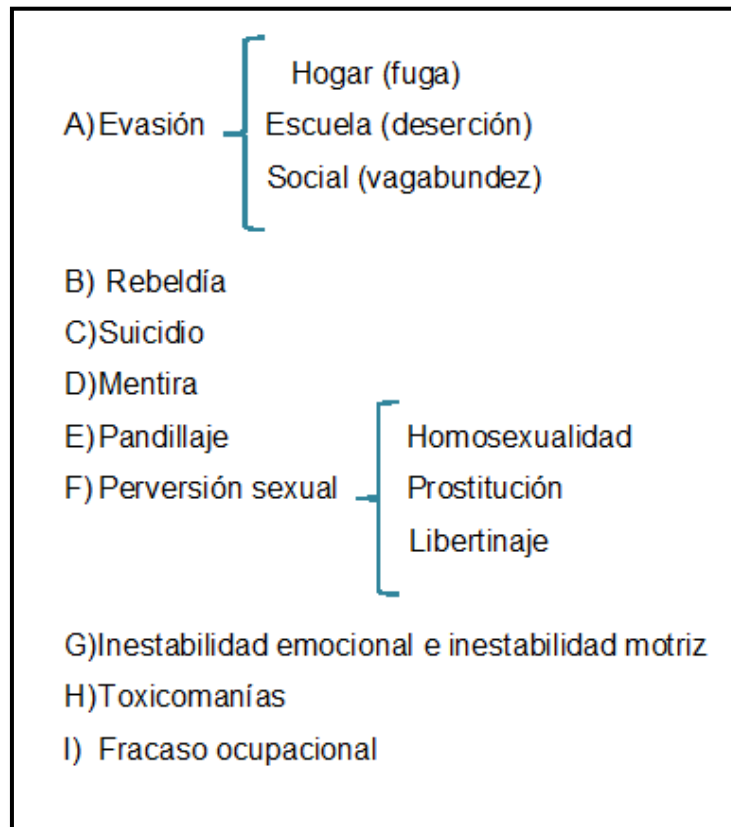 Hogar (fuga)
A)Evasión Escuela (deserción)
Social (vagabundez)
B) Rebeldía
C)Suicidio
D)Mentira
E)Pandillaje Homosexualidad
F)Perversión sexual Prostitución
Libertinaje
G)Inestabilidad emocional e inestabilidad motriz
H)Toxicomanías
I) Fracaso ocupacional